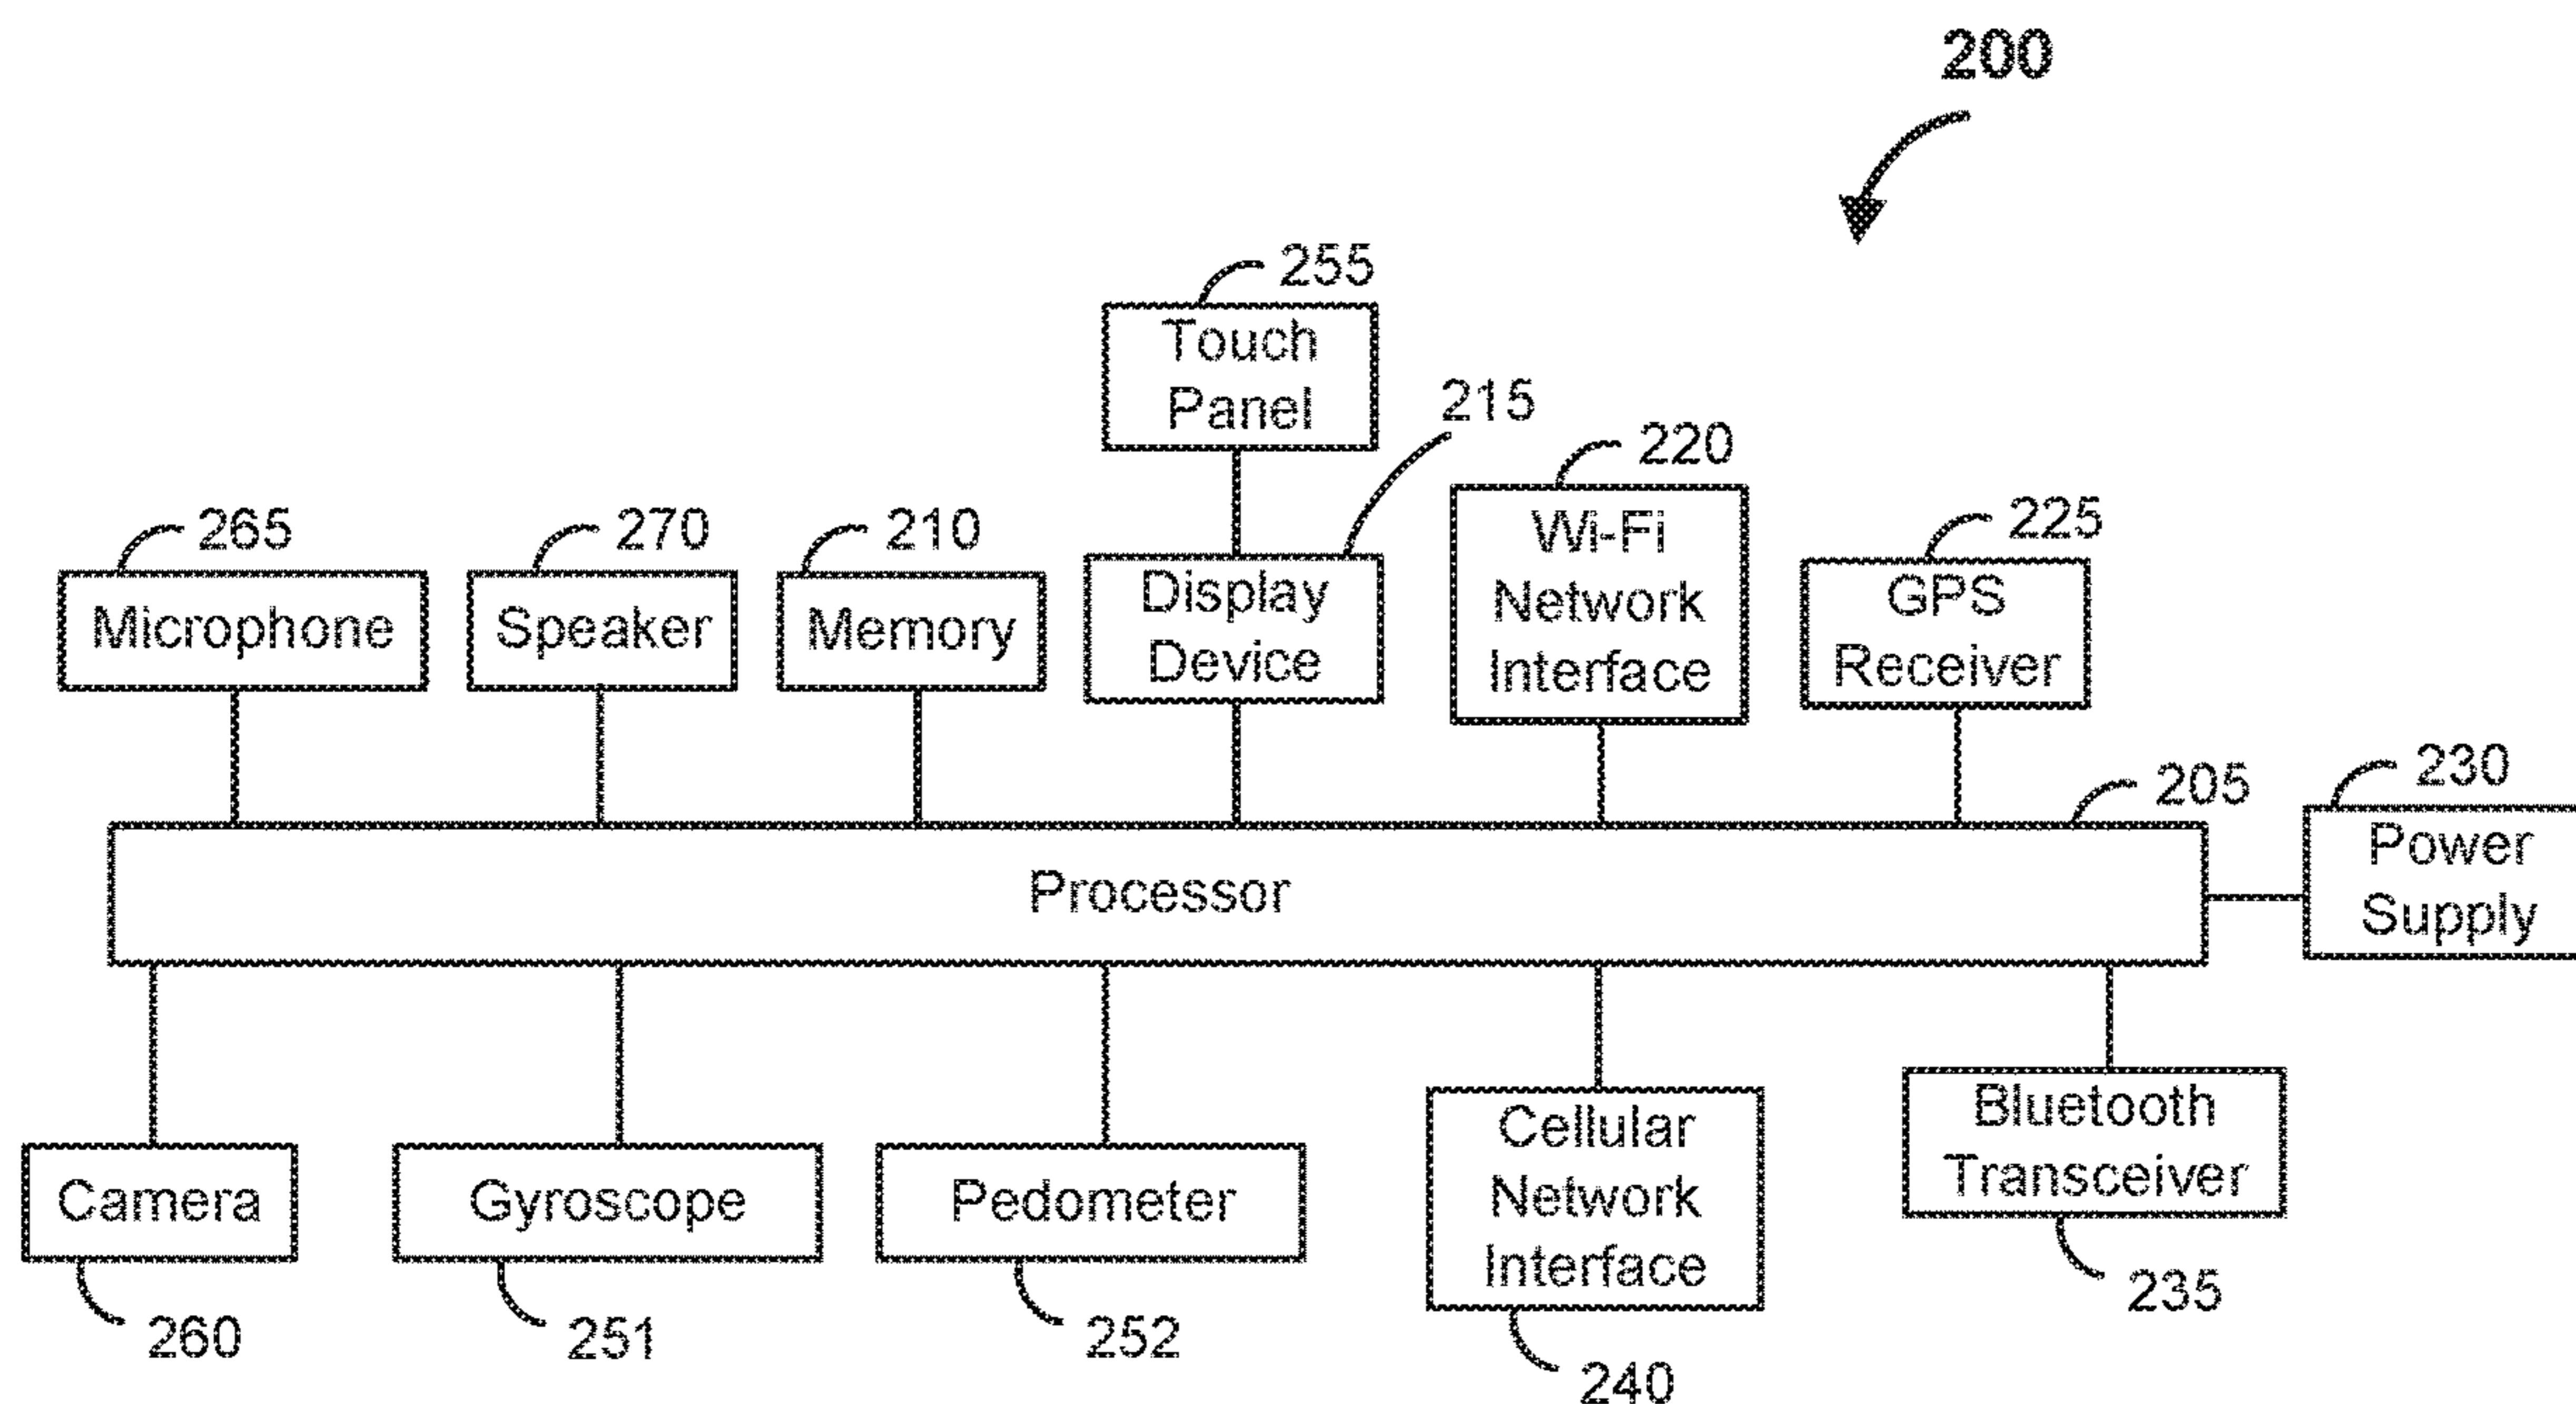 200
255
Touch
Panel
215
220
Wi-Fi
Network
Interface
225
GPS
Receiver
265
Microphone
270
Speaker
210
Memory
Display
Device
205
230
Power
Supply
Processor
Camera
260
Gyroscope
251
Pedometer
252
Cellular
Network
Interface
240
Bluetooth
Transceiver
235